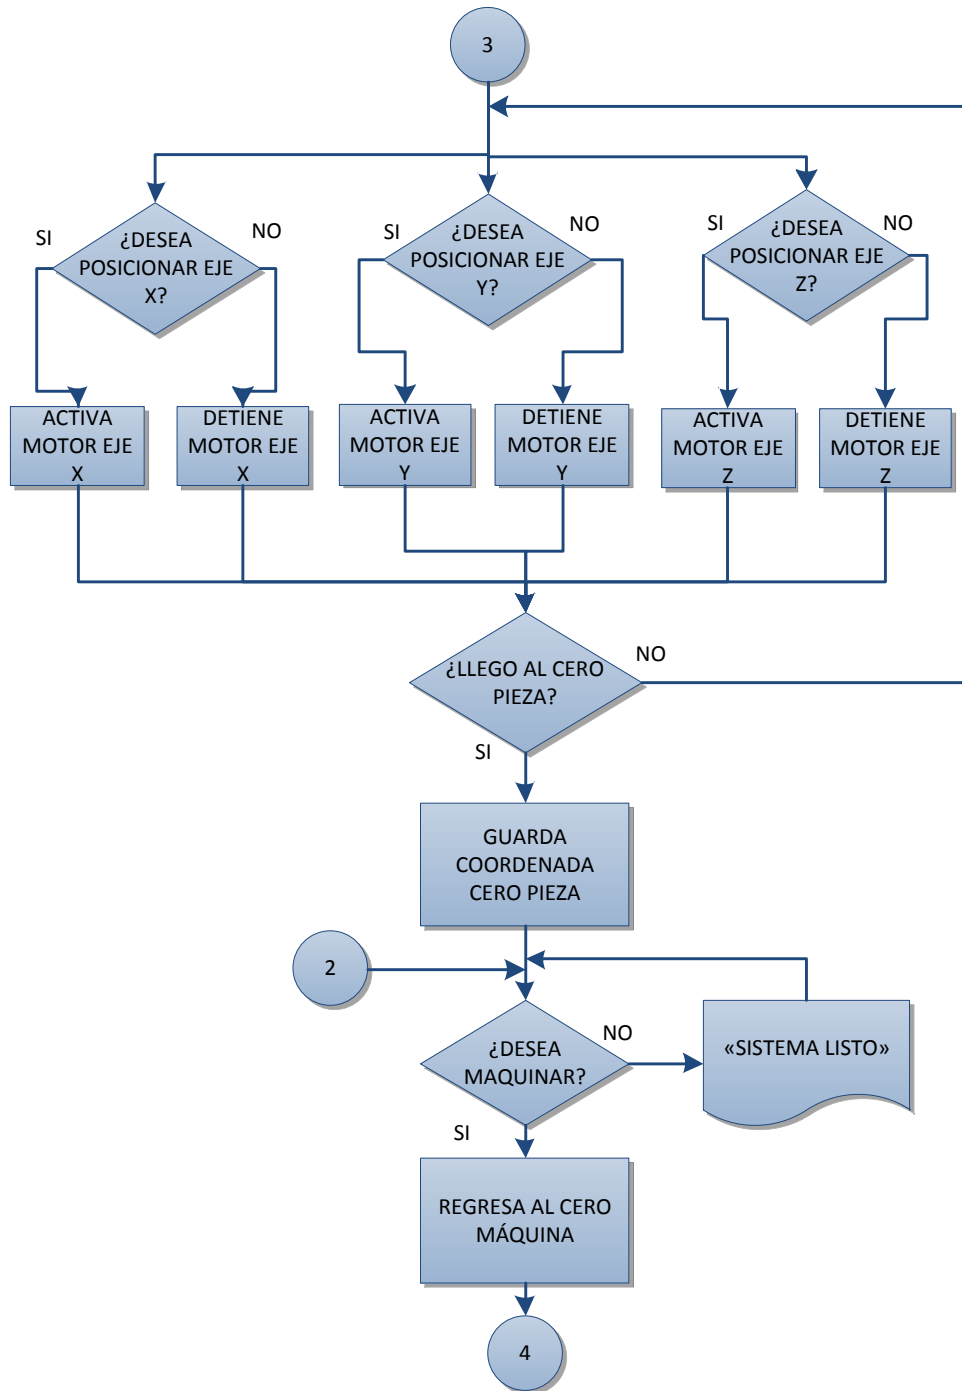 3
SI
¿DESEA
POSICIONAR EJE
X?
NO
SI
¿DESEA
POSICIONAR EJE
Y?
NO
SI
¿DESEA
POSICIONAR EJE
Z?
NO
ACTIVA
MOTOR EJE
X
DETIENE
MOTOR EJE
X
ACTIVA
MOTOR EJE
Y
DETIENE
MOTOR EJE
Y
ACTIVA
MOTOR EJE
Z
DETIENE
MOTOR EJE
Z
¿LLEGO AL CERO
PIEZA?
NO
SI
GUARDA
COORDENADA
CERO PIEZA
2
¿DESEA
MAQUINAR?
NO
«SISTEMA LISTO»
SI
REGRESA AL CERO
MÁQUINA
4